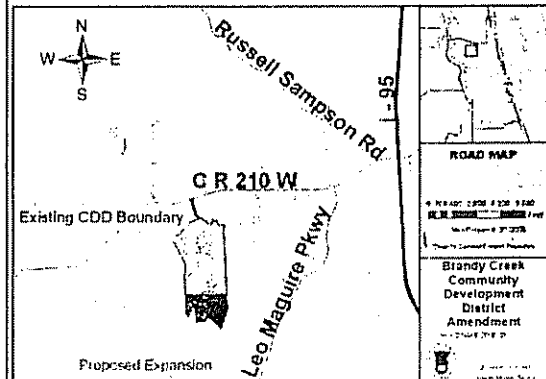 N
W E
S
Russell Sampson Rd
I-95
C R 210 W
Existing CDD Boundary
Leo Maguire Pkwy
Proposed Expansion
ROAD MAP
Brandy Creek
Community
Development
District
Amendment